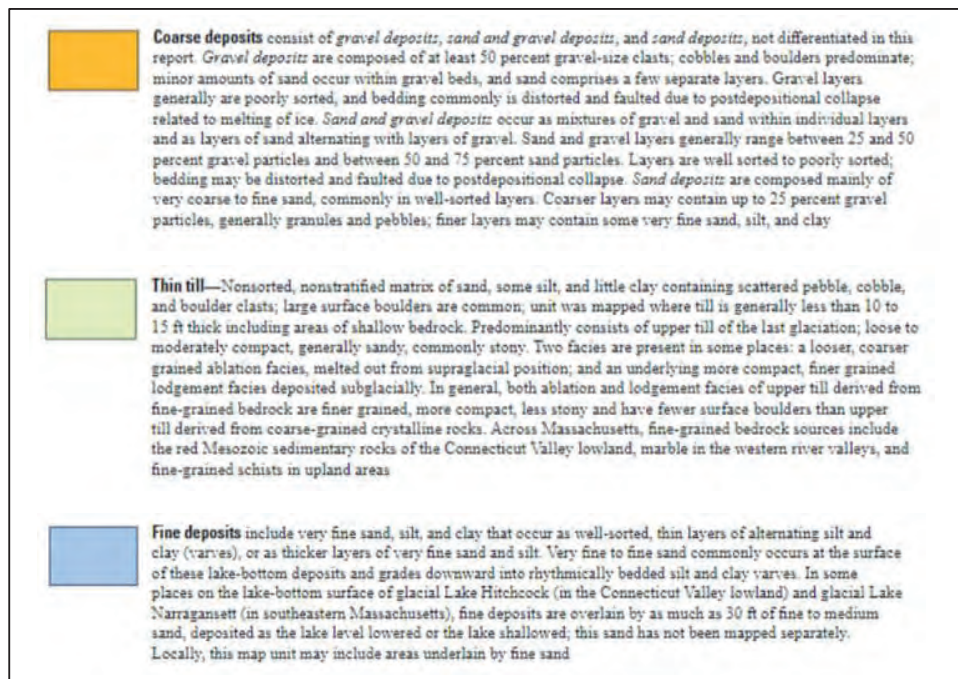 Coarse deposits consist of gravel deposits, sand and gravel deposits, and sand deposits, not differentiated in this
report. Gravel deposits are composed of at least 50 percent gravel-size clasts; cobbles and boulders predominate;
minor amounts of sand occur within gravel beds, and sand comprises a few separate layers. Gravel layers
generally are poorly sorted, and bedding commonly is distorted and faulted due to postdepositional collapse
related to melting of ice. Sand and gravel deposits occur as mixtures of gravel and sand within individual layers
and as layers of sand alternating with layers of gravel. Sand and gravel layers generally range between 25 and 50
percent gravel particles and between 50 and 75 percent sand particles. Layers are well sorted to poorly sorted;
bedding may be distorted and faulted due to postdepositional collapse. Sand deposits are composed mainly of
very coarse to fine sand, commonly in well-sorted layers. Coarser layers may contain up to 25 percent gravel
particles, generally granules and pebbles; finer layers may contain some very fine sand, silt, and clay
Thin till—Nonsorted, nonstratified matrix of sand, some silt, and little clay containing scattered pebble, cobble,
and boulder clasts; large surface boulders are common; unit was mapped where till is generally less than 10 to
15 ft thick including areas of shallow bedrock. Predominantly consists of upper till of the last glaciation; loose to
moderately compact, generally sandy, commonly stony. Two facies are present in some places: a looser, coarser
grained ablation facies, melted out from supraglacial position; and an underlying more compact, finer grained
lodgement facies deposited subglacially. In general, both ablation and lodgement facies of upper till derived from
fine-grained bedrock are finer grained, more compact, less stony and have fewer surface boulders than upper
till derived from coarse-grained crystalline rocks. Across Massachusetts, fine-grained bedrock sources include
the red Mesozoic sedimentary rocks of the Connecticut Valley lowland, marble in the western river valleys, and
fine-grained schists in upland areas
Fine deposits include very fine sand, silt, and clay that occur as well-sorted, thin layers of alternating silt and
clay (varves), or as thicker layers of very fine sand and silt. Very fine to fine sand commonly occurs at the surface
of these lake-bottom deposits and grades downward into rhythmically bedded silt and clay varves. In some
places on the lake-bottom surface of glacial Lake Hitchcock (in the Connecticut Valley lowland) and glacial Lake
Narragansett (in southeastern Massachusetts), fine deposits are overlain by as much as 30 ft of fine to medium
sand, deposited as the lake level lowered or the lake shallowed; this sand has not been mapped separately.
Locally, this map unit may include areas underlain by fine sand